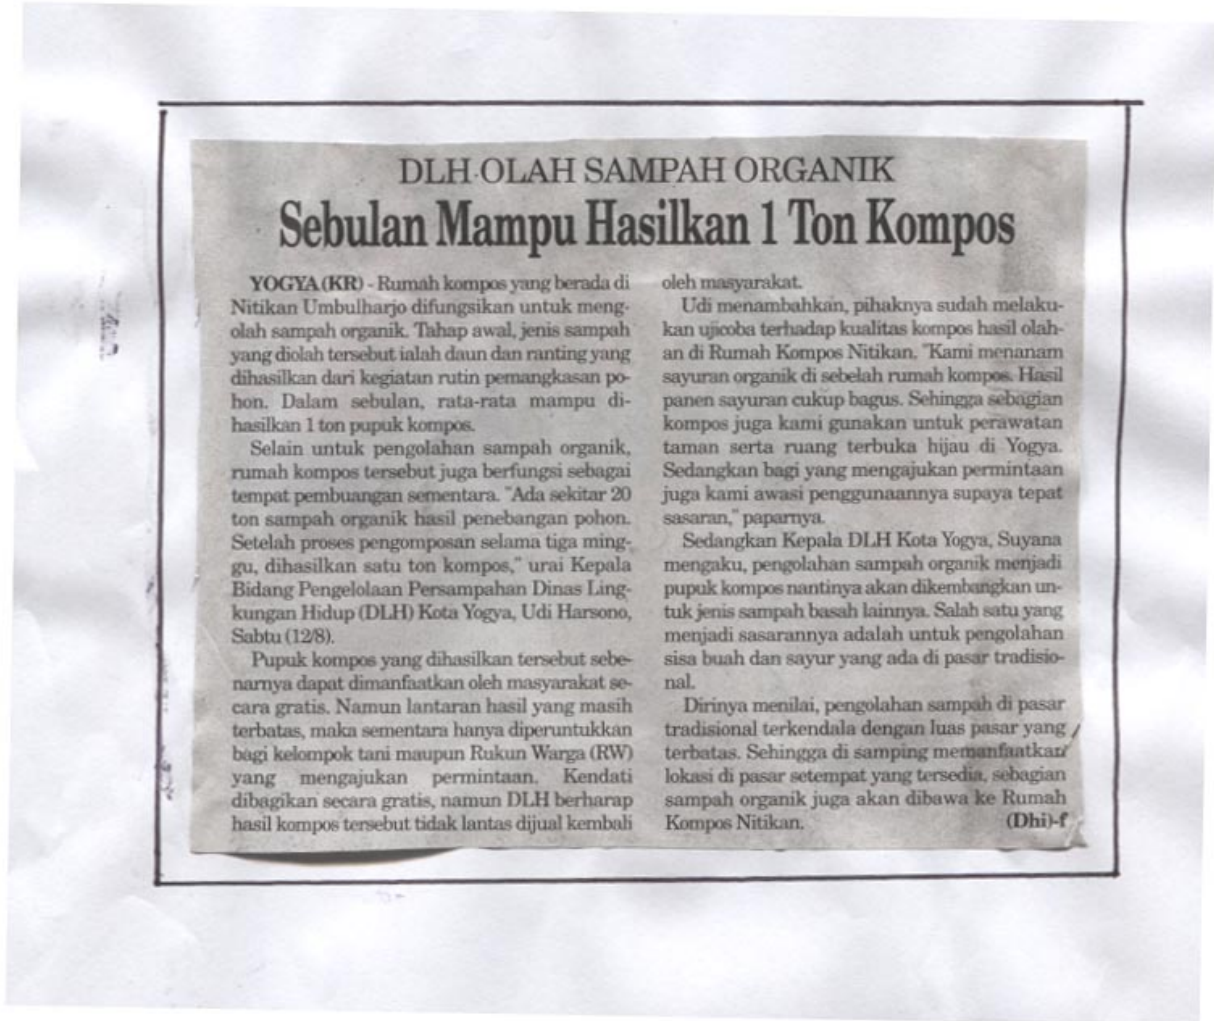 DLH OLAH SAMPAH ORGANIK
Sebulan Mampu Hasilkan 1 Ton Kompos
YOGYA (KR) - Rumah kompos yang berada di
Nitikan Umbulharjo difungsikan untuk meng-
olah sampah organik. Tahap awal, jenis sampah
yang diolah tersebut ialah daun dan ranting yang
dihasilkan dari kegiatan rutin pemangkasan po-
hon. Dalam sebulan, rata-rata mampu di-
hasilkan 1 ton pupuk kompos.
Selain untuk pengolahan sampah organik,
rumah kompos tersebut juga berfungsi sebagai
tempat pembuangan sementara. "Ada sekitar 20
ton sampah organik hasil penebangan pohon.
Setelah proses pengomposan selama tiga ming-
gu, dihasilkan satu ton kompos," urai Kepala
Bidang Pengelolaan Persampahan Dinas Ling-
kungan Hidup (DLH) Kota Yogya, Udi Harsono,
Sabtu (12/8).
Pupuk kompos yang dihasilkan tersebut sebe-
narnya dapat dimanfaatkan oleh masyarakat se-
cara gratis. Namun lantaran hasil yang masih
terbatas, maka sementara hanya diperuntukkan
bagi kelompok tani maupun Rukun Warga (RW)
yang mengajukan permintaan. Kendati
dibagikan secara gratis, namun DLH berharap
hasil kompos tersebut tidak lantas dijual kembali
oleh masyarakat.
Udi menambahkan, pihaknya sudah melaku-
kan ujicoba terhadap kualitas kompos hasil olah-
an di Rumah Kompos Nitikan. "Kami menanam
sayuran organik di sebelah rumah kompos. Hasil
panen sayuran cukup bagus. Sehingga sebagian
kompos juga kami gunakan untuk perawatan
taman serta ruang terbuka hijau di Yogya.
Sedangkan bagi yang mengajukan permintaan
juga kami awasi penggunaannya supaya tepat
sasaran," paparnya.
Sedangkan Kepala DLH Kota Yogya, Suyana
mengaku, pengolahan sampah organik menjadi
pupuk kompos nantinya akan dikembangkan un-
tuk jenis sampah basah lainnya. Salah satu yang
menjadi sasarannya adalah untuk pengolahan
sisa buah dan sayur yang ada di pasar tradisio-
nal.
Dirinya menilai, pengolahan sampah di pasar
tradisional terkendala dengan luas pasar yang
terbatas. Sehingga di samping memanfaatkan
lokasi di pasar setempat yang tersedia, sebagian
sampah organik juga akan dibawa ke Rumah
Kompos Nitikan. (Dhi)-f